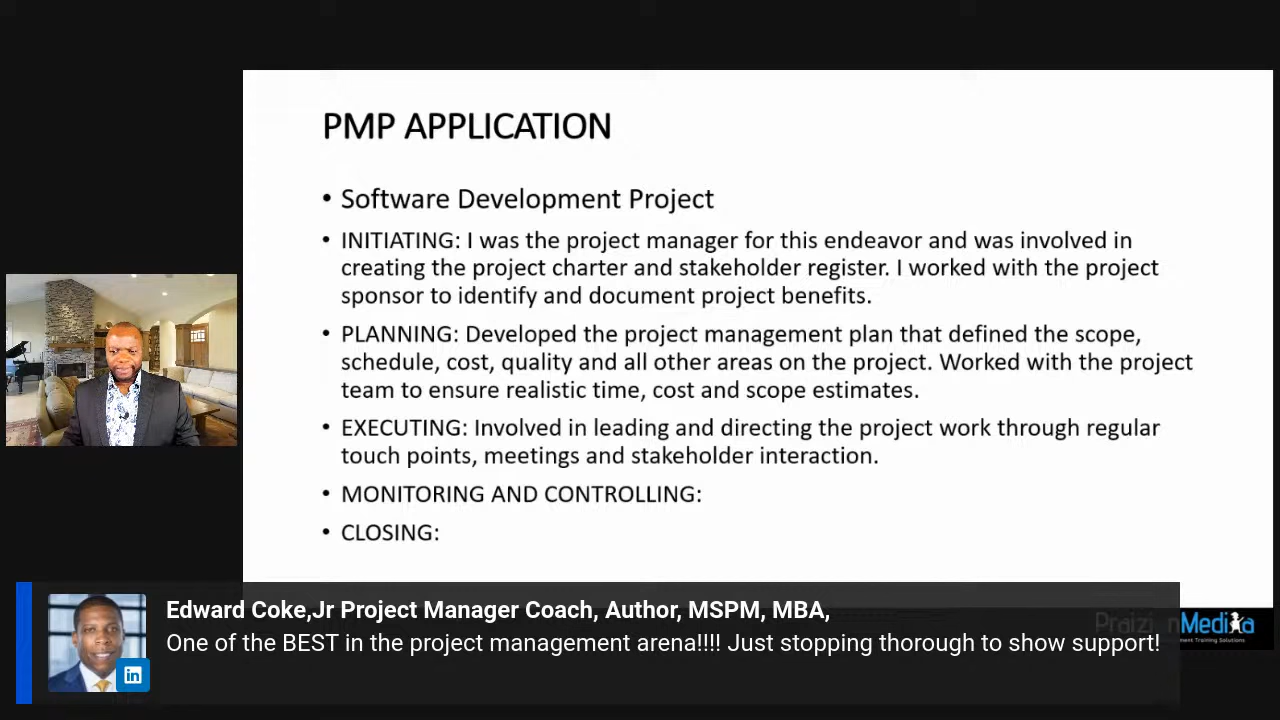 PMP APPLICATION
• Software Development Project
• INITIATING: I was the project manager for this endeavor and was involved in
creating the project charter and stakeholder register. I worked with the project
sponsor to identify and document project benefits.
• PLANNING: Developed the project management plan that defined the scope,
schedule, cost, quality and all other areas on the project. Worked with the project
team to ensure realistic time, cost and scope estimates.
• EXECUTING: Involved in leading and directing the project work through regular
touch points, meetings and stakeholder interaction.
• MONITORING AND CONTROLLING:
• CLOSING:
Edward Coke,Jr Project Manager Coach, Author, MSPM, MBA,
One of the BEST in the project management arena!!!! Just stopping thorough to show support!
in
Media
Training Solutions